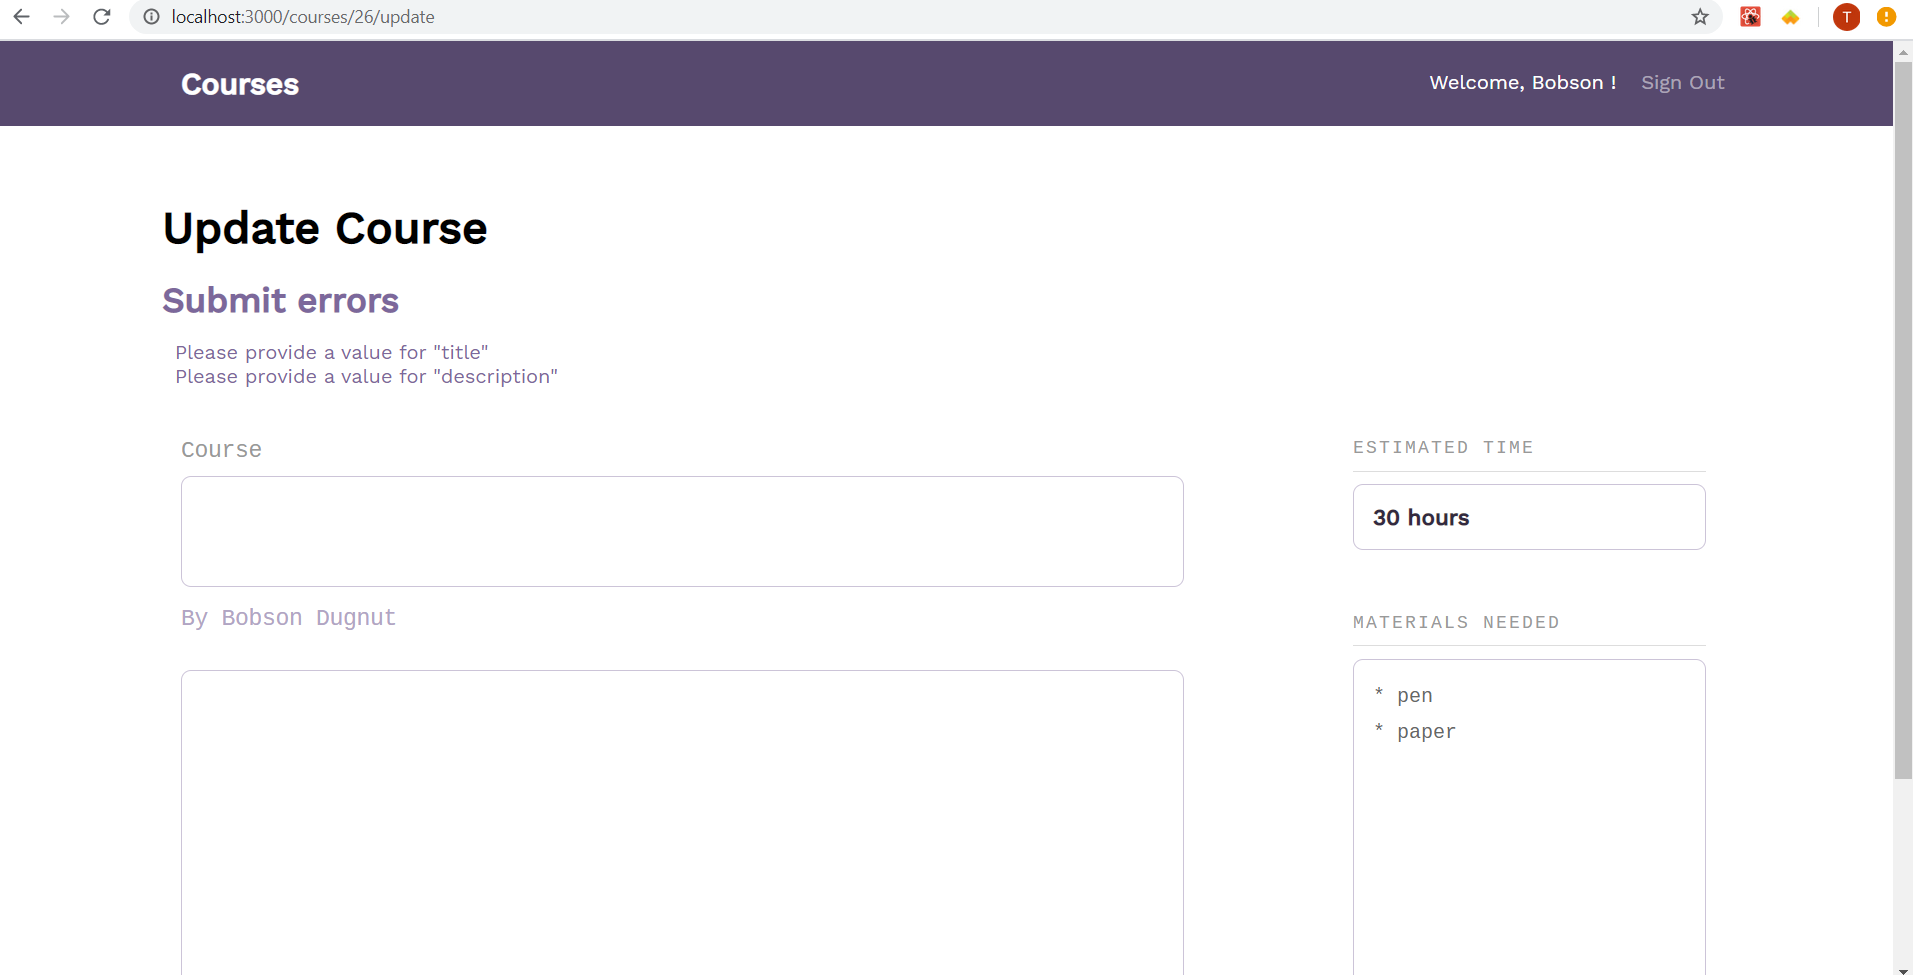 localhost:3000/courses/26/update
T
Courses
Welcome, Bobson !
Sign Out
Update Course
Submit errors
Please provide a value for "title"
Please provide a value for "description"
Course
By Bobson Dugnut
ESTIMATED TIME
30 hours
MATERIALS NEEDED
* pen
* paper